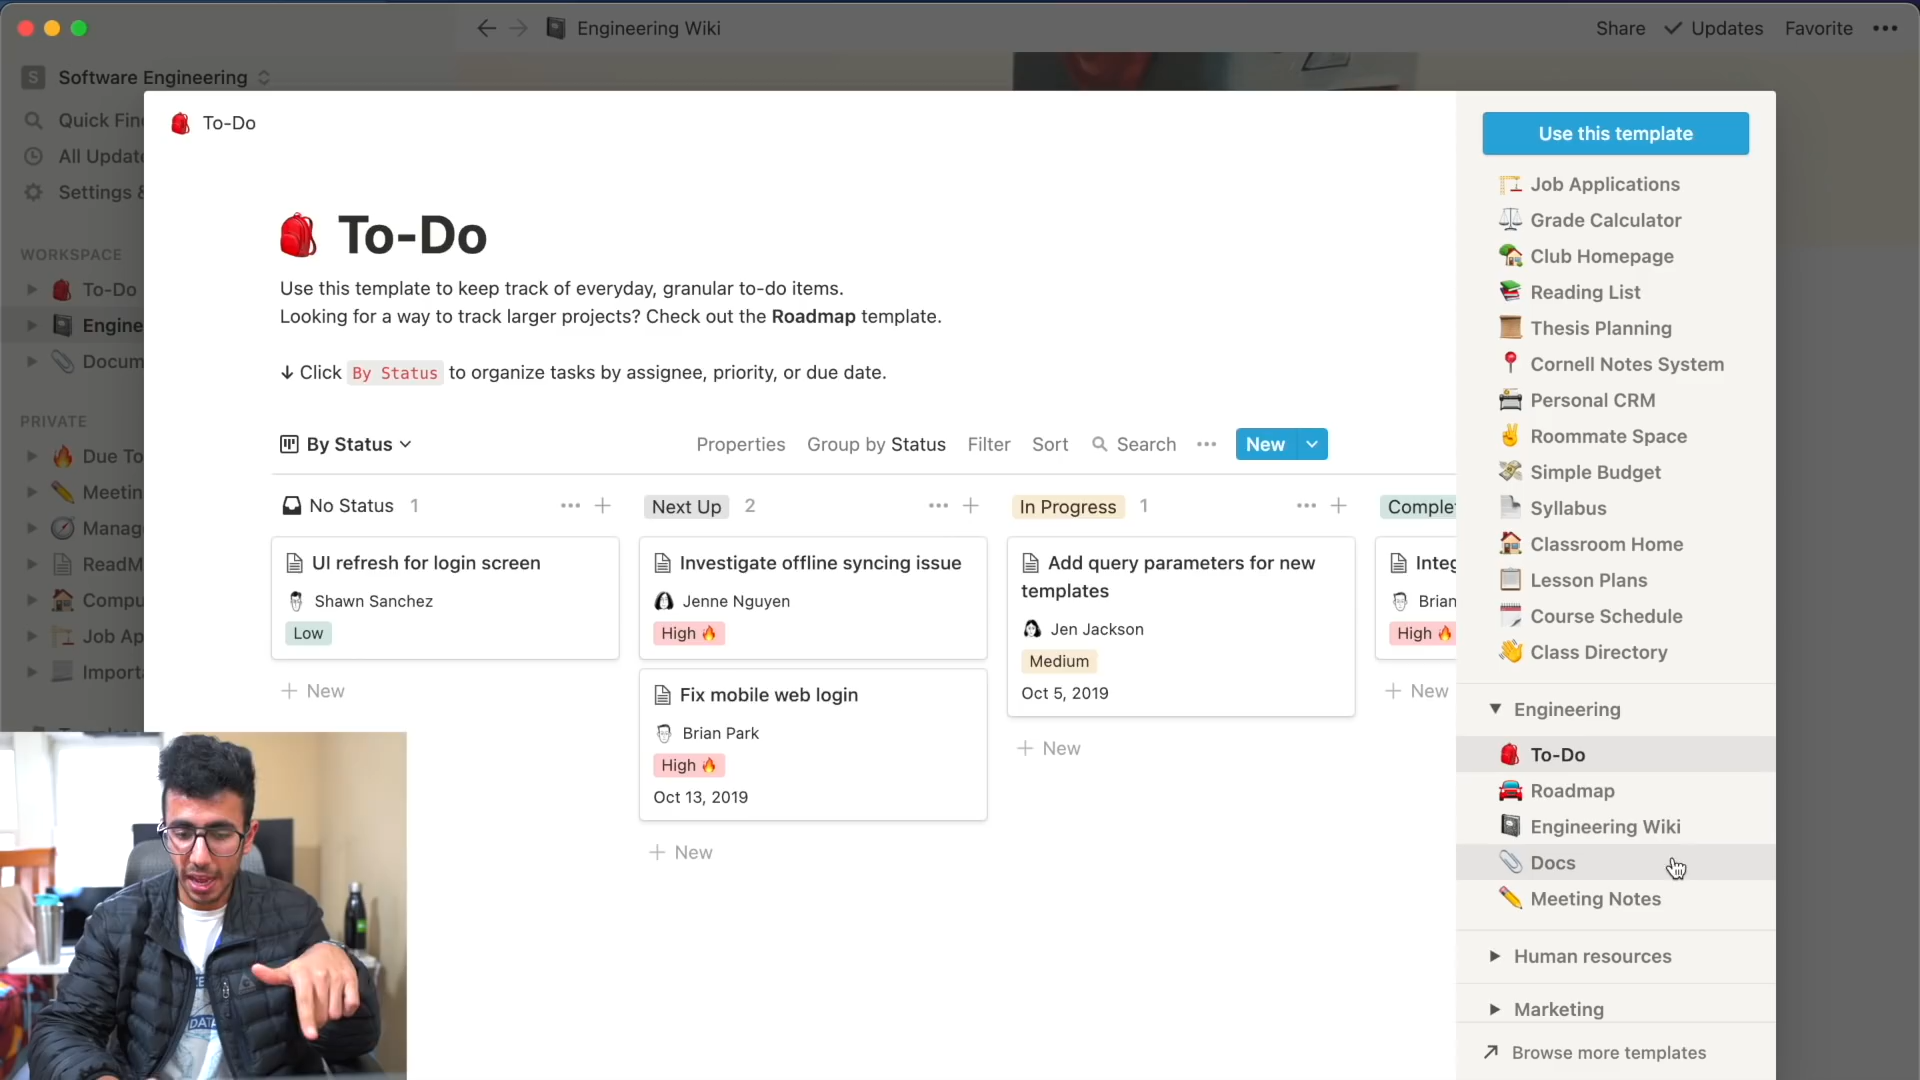 Engineering Wiki
Share
Updates
Favorite
S
Software Engineering
Quick Fin
All Update
Settings &
WORKSPACE
To-Do
Engine
Docum
PRIVATE
Due To
Meetin
Manag
ReadM
Compu
Job Ap
Importa
To-Do
To-Do
Use this template to keep track of everyday, granular to-do items.
Looking for a way to track larger projects? Check out the Roadmap template.
↓ Click By Status to organize tasks by assignee, priority, or due date.
By Status
Properties
Group by Status
Filter
Sort
Search
New
No Status 1
UI refresh for login screen
Shawn Sanchez
Low
+ New
Next Up 2
Investigate offline syncing issue
Jenne Nguyen
High
Fix mobile web login
Brian Park
High
Oct 13, 2019
+ New
In Progress 1
Add query parameters for new
templates
Jen Jackson
Medium
Oct 5, 2019
+ New
Comple
Integ
Brian
High
+ New
Use this template
Job Applications
Grade Calculator
Club Homepage
Reading List
Thesis Planning
Cornell Notes System
Personal CRM
Roommate Space
Simple Budget
Syllabus
Classroom Home
Lesson Plans
Course Schedule
Class Directory
Engineering
To-Do
Roadmap
Engineering Wiki
Docs
Meeting Notes
Human resources
Marketing
Browse more templates
DATA